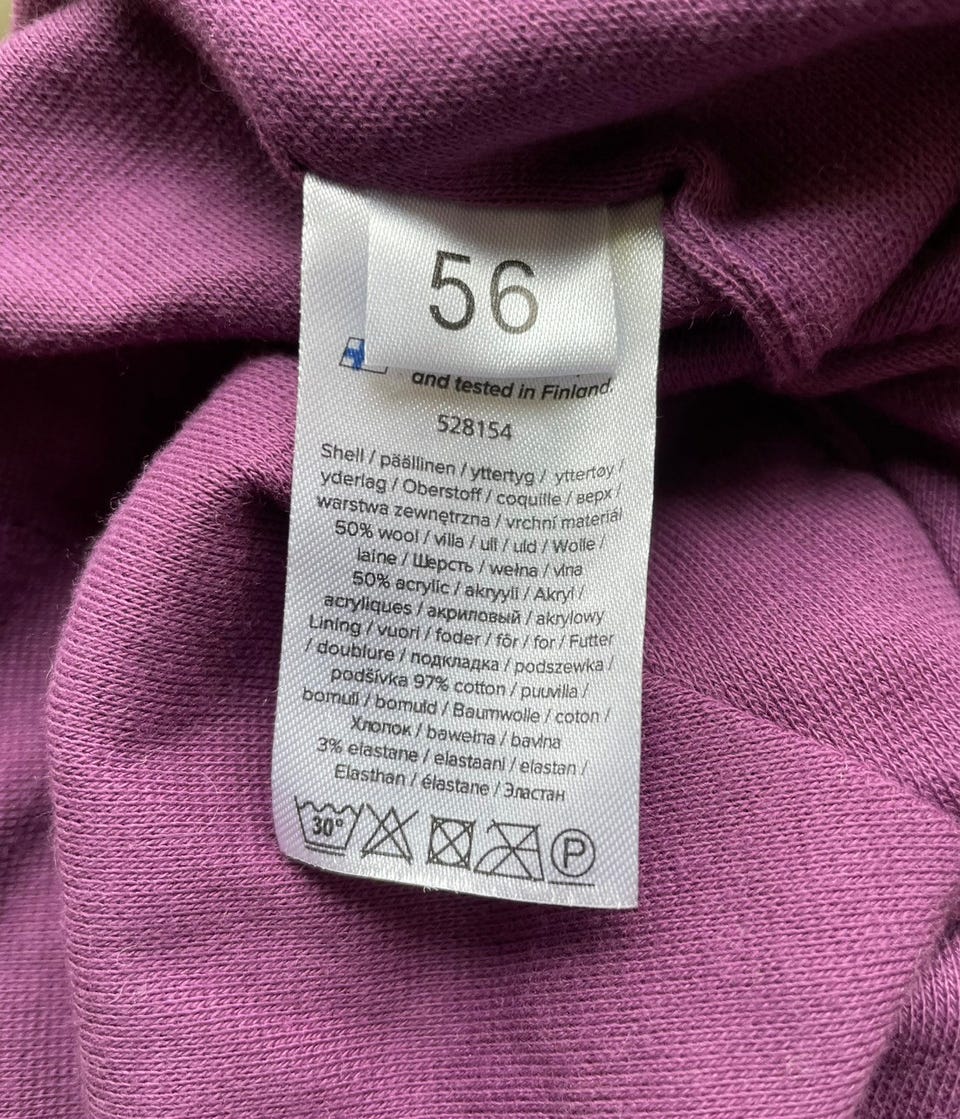 56
and tested in Finland
528154
Shell / päällinen / yttertyg / yttertøy /
yderlag / Oberstoff / coquille / верх /
warstwa zewnętrzna / vrchní materiál
50% wool / villa / ull / uld / Wolle /
laine / Шерсть / wełna / vlna
50% acrylic / akryyli / Akryl /
acryliques / акриловый / akrylowy
Lining / vuori / foder / fôr / for / Futter
/ doublure / подкладка / podszewka /
podšívka 97% cotton / puuvilla /
bomull / bomuld / Baumwolle / coton /
Хлопок / bawełna / bavlna
3% elastane / elastaani / elastan /
Elasthan / élastane / Эластан
30° P